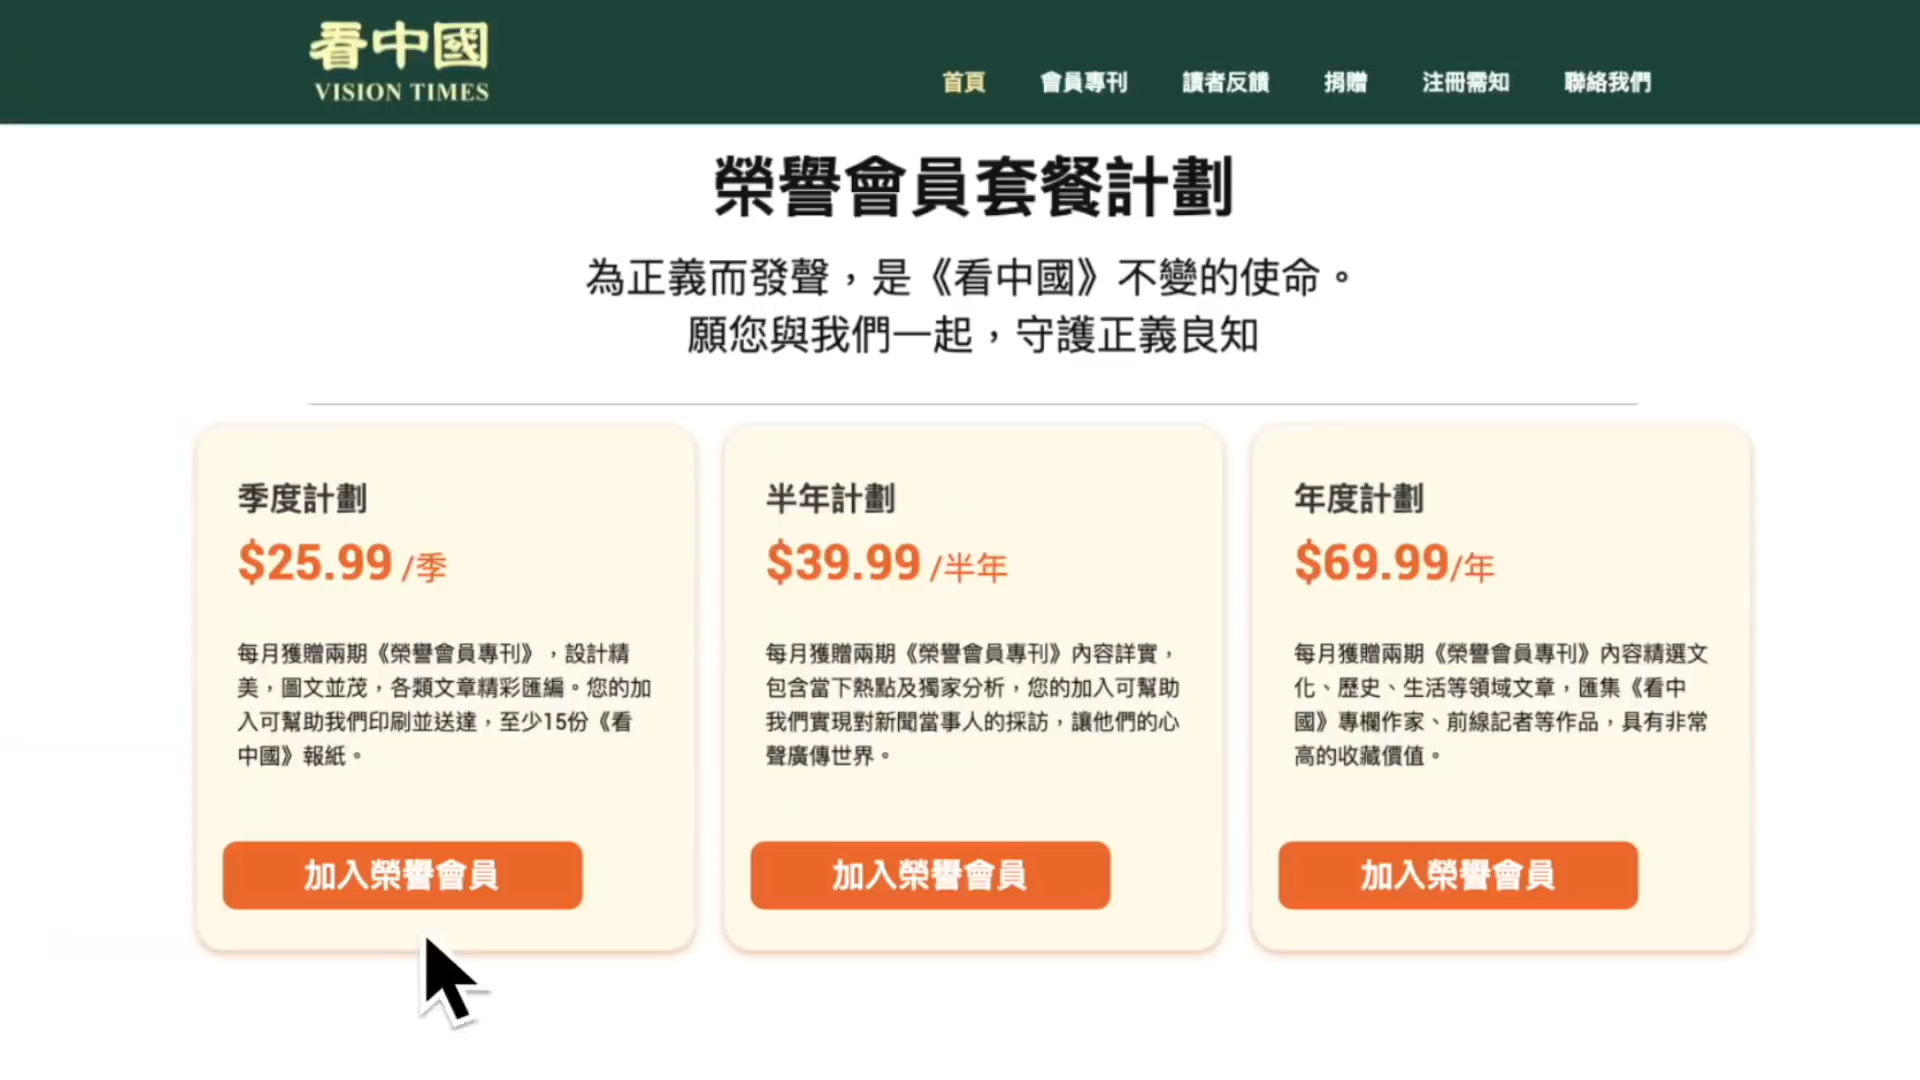 看中國
VISION TIMES
首頁 會員專刊 讀者反饋 捐贈 注冊需知 聯絡我們
榮譽會員套餐計劃
為正義而發聲，是《看中國》不變的使命。
願您與我們一起，守護正義良知
季度計劃
$25.99 /季
每月獲贈兩期《榮譽會員專刊》，設計精
美，圖文並茂，各類文章精彩匯編。您的加
入可幫助我們印刷並送達，至少15份《看
中國》報紙。
加入榮譽會員
半年計劃
$39.99 /半年
每月獲贈兩期《榮譽會員專刊》內容詳實，
包含當下熱點及獨家分析，您的加入可幫助
我們實現對新聞當事人的採訪，讓他們的心
聲廣傳世界。
加入榮譽會員
年度計劃
$69.99/年
每月獲贈兩期《榮譽會員專刊》內容精選文
化、歷史、生活等領域文章，匯集《看中
國》專欄作家、前線記者等作品，具有非常
高的收藏價值。
加入榮譽會員